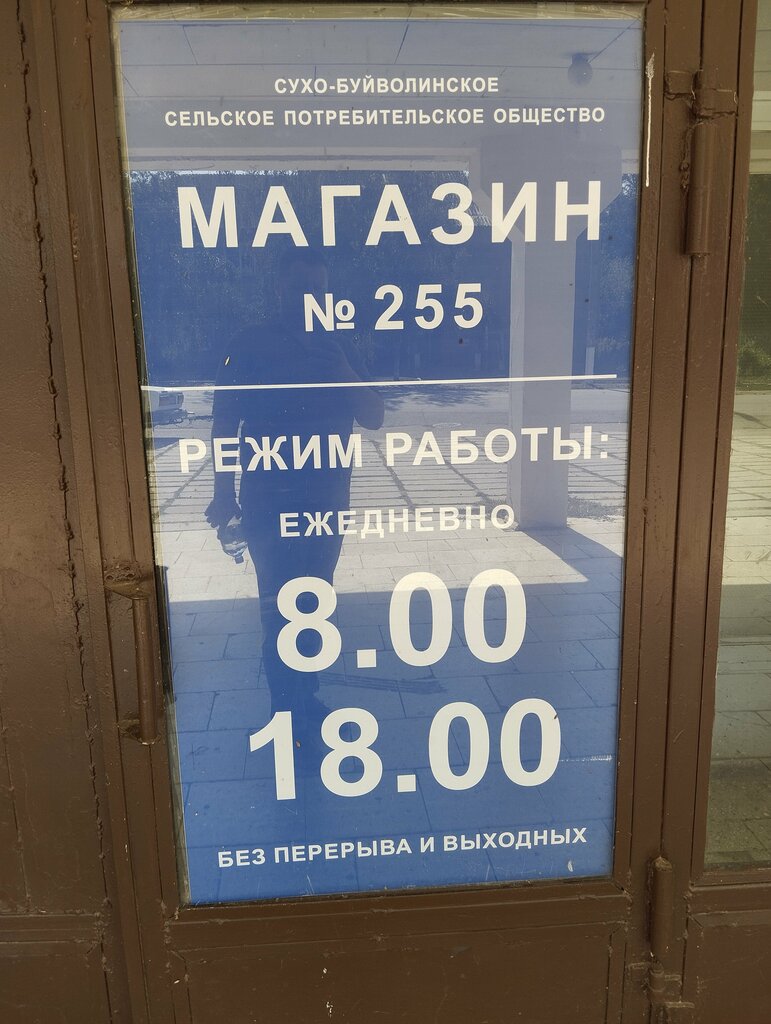 СУХО-БУЙВОЛИНСКОЕ
СЕЛЬСКОЕ ПОТРЕБИТЕЛЬСКОЕ ОБЩЕСТВО
МАГАЗИН
№ 255
РЕЖИМ РАБОТЫ:
ЕЖЕДНЕВНО
8.00
18.00
БЕЗ ПЕРЕРЫВА И ВЫХОДНЫХ